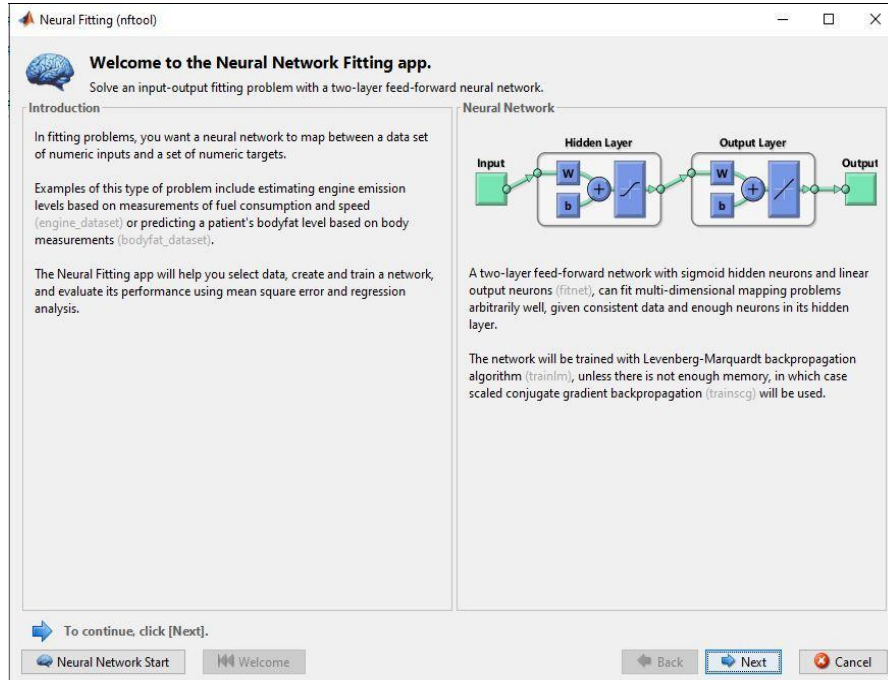 Neural Fitting (nftool)
Welcome to the Neural Network Fitting app.
Solve an input-output fitting problem with a two-layer feed-forward neural network.
Introduction
In fitting problems, you want a neural network to map between a data set
of numeric inputs and a set of numeric targets.
Examples of this type of problem include estimating engine emission
levels based on measurements of fuel consumption and speed
(engine_dataset) or predicting a patient's bodyfat level based on body
measurements (bodyfat_dataset).
The Neural Fitting app will help you select data, create and train a network,
and evaluate its performance using mean square error and regression
analysis.
Neural Network
Hidden Layer
Output Layer
Input
W
b
+
W
b
+
Output
A two-layer feed-forward network with sigmoid hidden neurons and linear
output neurons (fitnet), can fit multi-dimensional mapping problems
arbitrarily well, given consistent data and enough neurons in its hidden
layer.
The network will be trained with Levenberg-Marquardt backpropagation
algorithm (trainlm), unless there is not enough memory, in which case
scaled conjugate gradient backpropagation (trainscg) will be used.
To continue, click [Next].
Neural Network Start
Welcome
Back
Next
Cancel